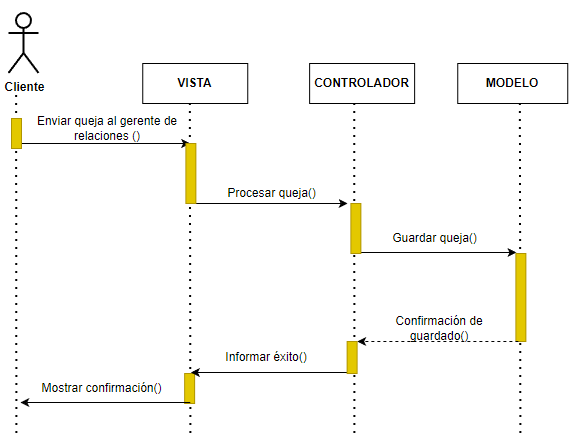 Cliente
VISTA
CONTROLADOR
MODELO
Enviar queja al gerente de
relaciones ()
Procesar queja()
Guardar queja()
Confirmación de
guardado()
Informar éxito()
Mostrar confirmación()